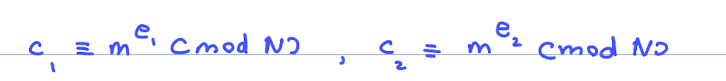 c₁ ≡ m^e₁ (mod N), c₂ ≡ m^e₂ (mod N)